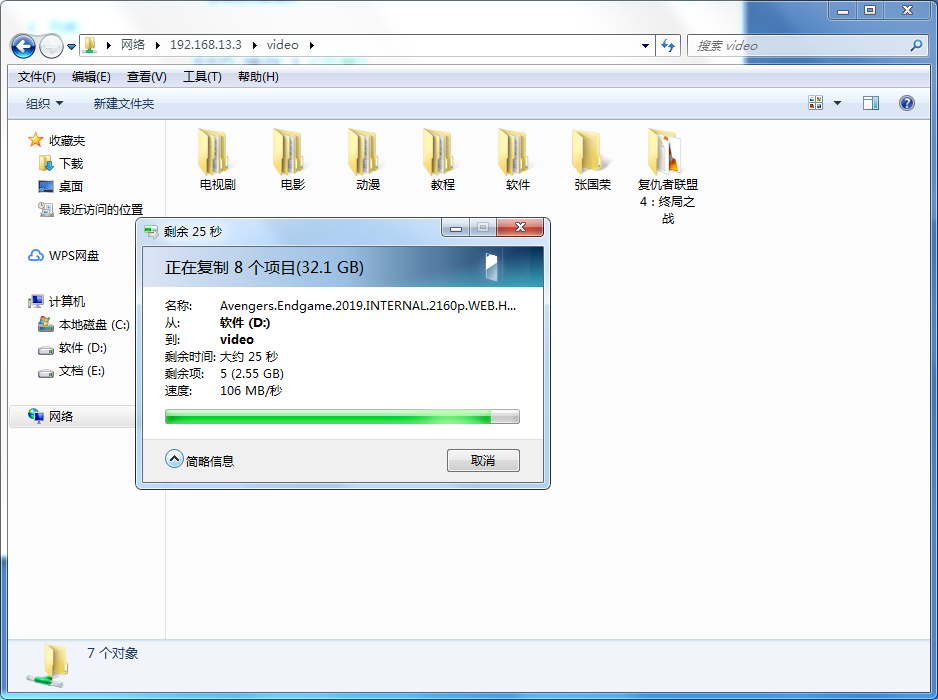 网络 192.168.13.3 video
搜索 video
文件(F) 编辑(E) 查看(V) 工具(T) 帮助(H)
组织 新建文件夹
收藏夹
下载
桌面
最近访问的位置
WPS网盘
计算机
本地磁盘 (C:)
软件 (D:)
文档 (E:)
网络
电视剧
电影
动漫
教程
软件
张国荣
复仇者联盟
4：终局之
战
剩余 25 秒
正在复制 8 个项目(32.1 GB)
名称: Avengers.Endgame.2019.INTERNAL.2160p.WEB.H...
从: 软件 (D:)
到: video
剩余时间: 大约 25 秒
剩余项: 5 (2.55 GB)
速度: 106 MB/秒
简略信息
取消
7 个对象